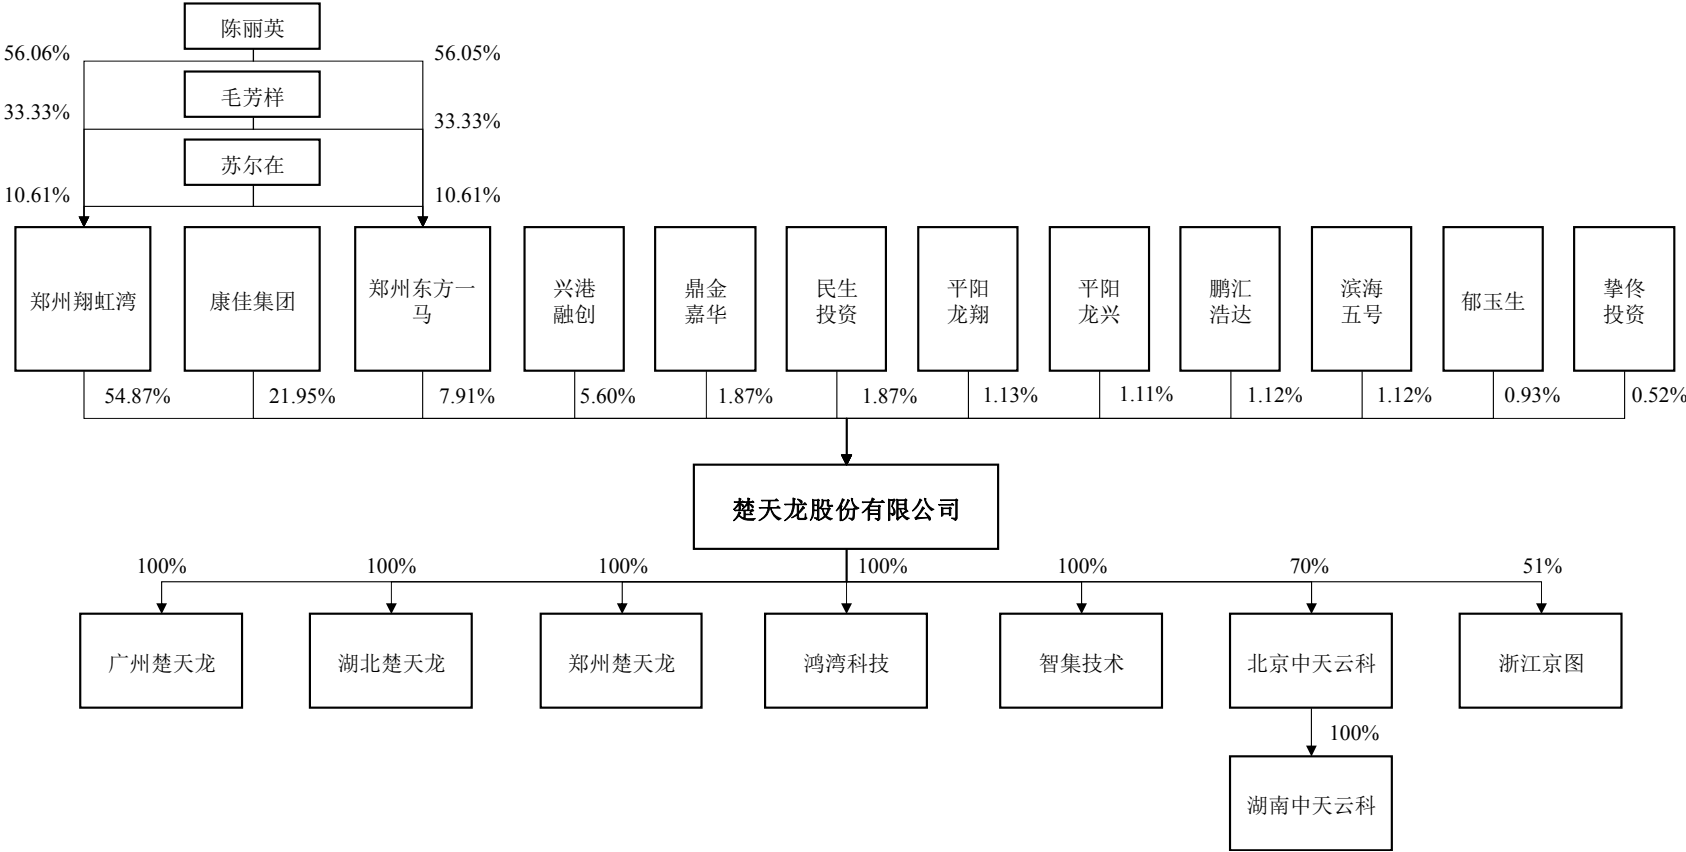 陈丽英
56.06%
56.05%
毛芳样
33.33%
33.33%
苏尔在
10.61%
10.61%
郑州翔虹湾
康佳集团
郑州东方一
马
兴港
融创
鼎金
嘉华
民生
投资
平阳
龙翔
平阳
龙兴
鹏汇
浩达
滨海
五号
郁玉生
挚佟
投资
54.87%
21.95%
7.91%
5.60%
1.87%
1.87%
1.13%
1.11%
1.12%
1.12%
0.93%
0.52%
楚天龙股份有限公司
100%
100%
100%
100%
100%
70%
51%
广州楚天龙
湖北楚天龙
郑州楚天龙
鸿湾科技
智集技术
北京中天云科
浙江京图
100%
湖南中天云科